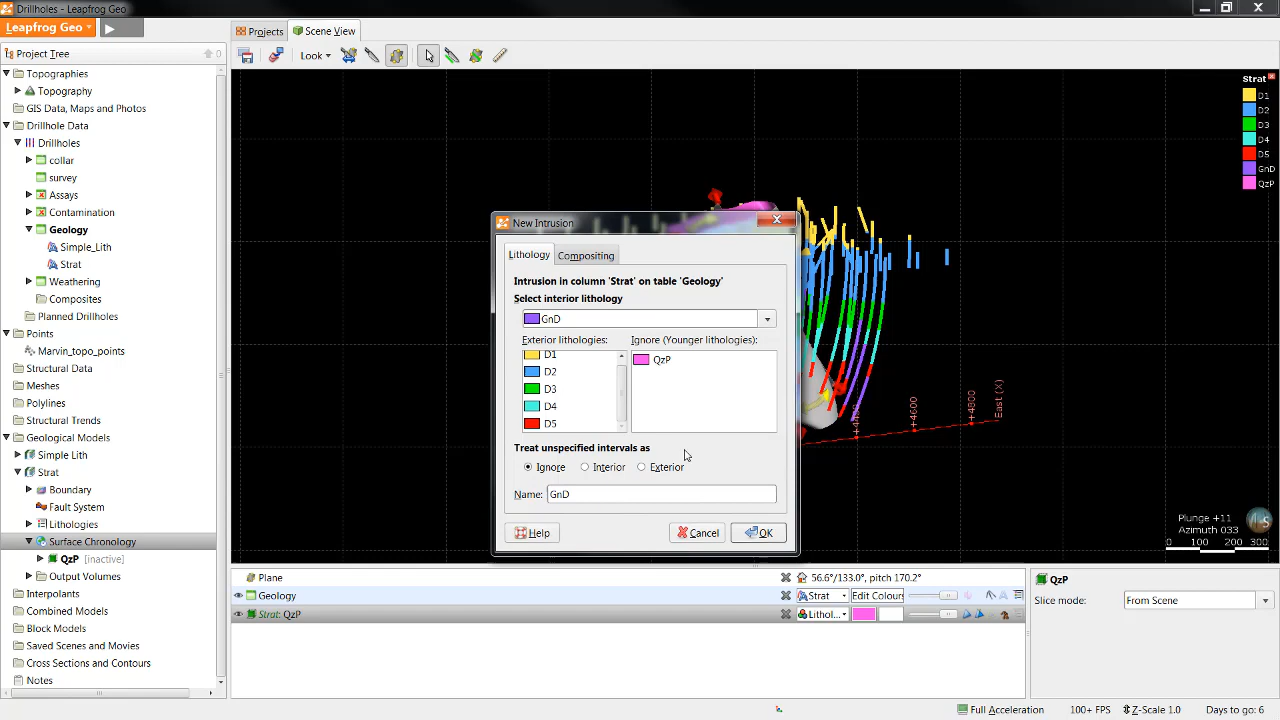 Drillholes - Leapfrog Geo
Leapfrog Geo
Projects
Scene View
Project Tree
0
Look
Topographies
Topography
GIS Data, Maps and Photos
Drillhole Data
Drillholes
collar
survey
Assays
Contamination
Geology
Simple_Lith
Strat
Weathering
Composites
Planned Drillholes
Points
Marvin_topo_points
Structural Data
Meshes
Polylines
Structural Trends
Geological Models
Simple Lith
Strat
Boundary
Fault System
Lithologies
Surface Chronology
QzP [inactive]
Output Volumes
Interpolants
Combined Models
Block Models
Saved Scenes and Movies
Cross Sections and Contacts
Notes
Strat
D1
D2
D3
D4
D5
GnD
QzP
New Intrusion
Lithology
Compositing
Intrusion in column 'Strat' on table 'Geology'
Select interior lithology
GnD
Exterior lithologies:
Ignore (Younger lithologies):
D1
D2
D3
D4
D5
QzP
Treat unspecified intervals as
Ignore
Interior
Exterior
Name: GnD
Help
Cancel
OK
+4600
+4800
East (X)
Plunge +11
Azimuth 033
0 100 200 300
Plane
56.6°/133.0°, pitch 170.2°
Geology
Strat
Edit Colours
Strat: QzP
Lithol...
QzP
Slice mode:
From Scene
Full Acceleration
100+ FPS
Z-Scale 1.0
Days to go: 6